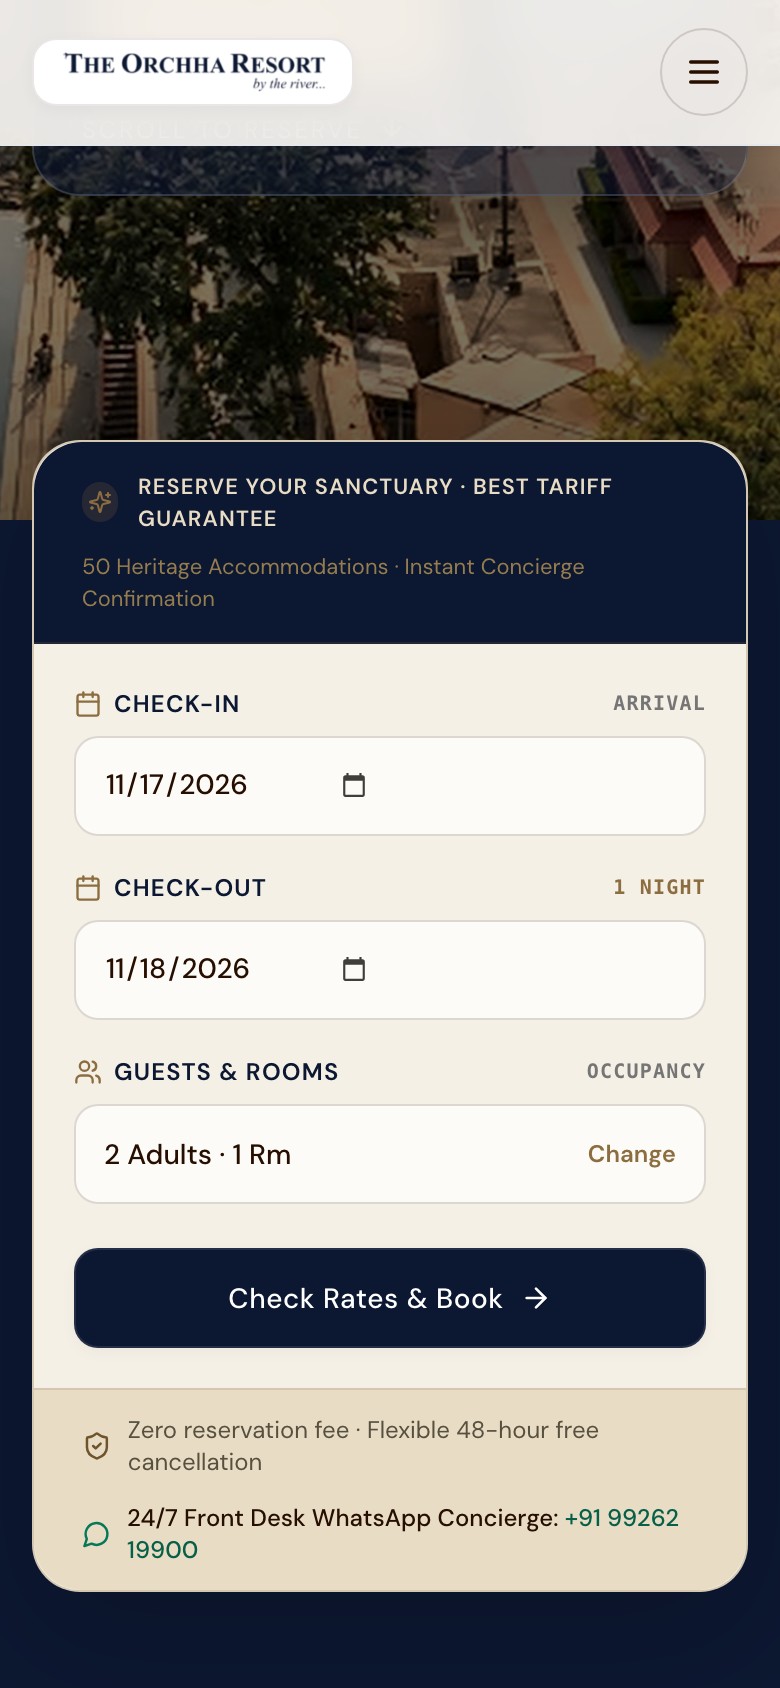 THE ORCHHA RESORT
by the river...
SCROLL TO RESERVE ↓
RESERVE YOUR SANCTUARY · BEST TARIFF
GUARANTEE
50 Heritage Accommodations · Instant Concierge
Confirmation
CHECK-IN ARRIVAL
11/17/2026
CHECK-OUT 1 NIGHT
11/18/2026
GUESTS & ROOMS OCCUPANCY
2 Adults · 1 Rm Change
Check Rates & Book →
Zero reservation fee · Flexible 48-hour free
cancellation
24/7 Front Desk WhatsApp Concierge: +91 99262
19900